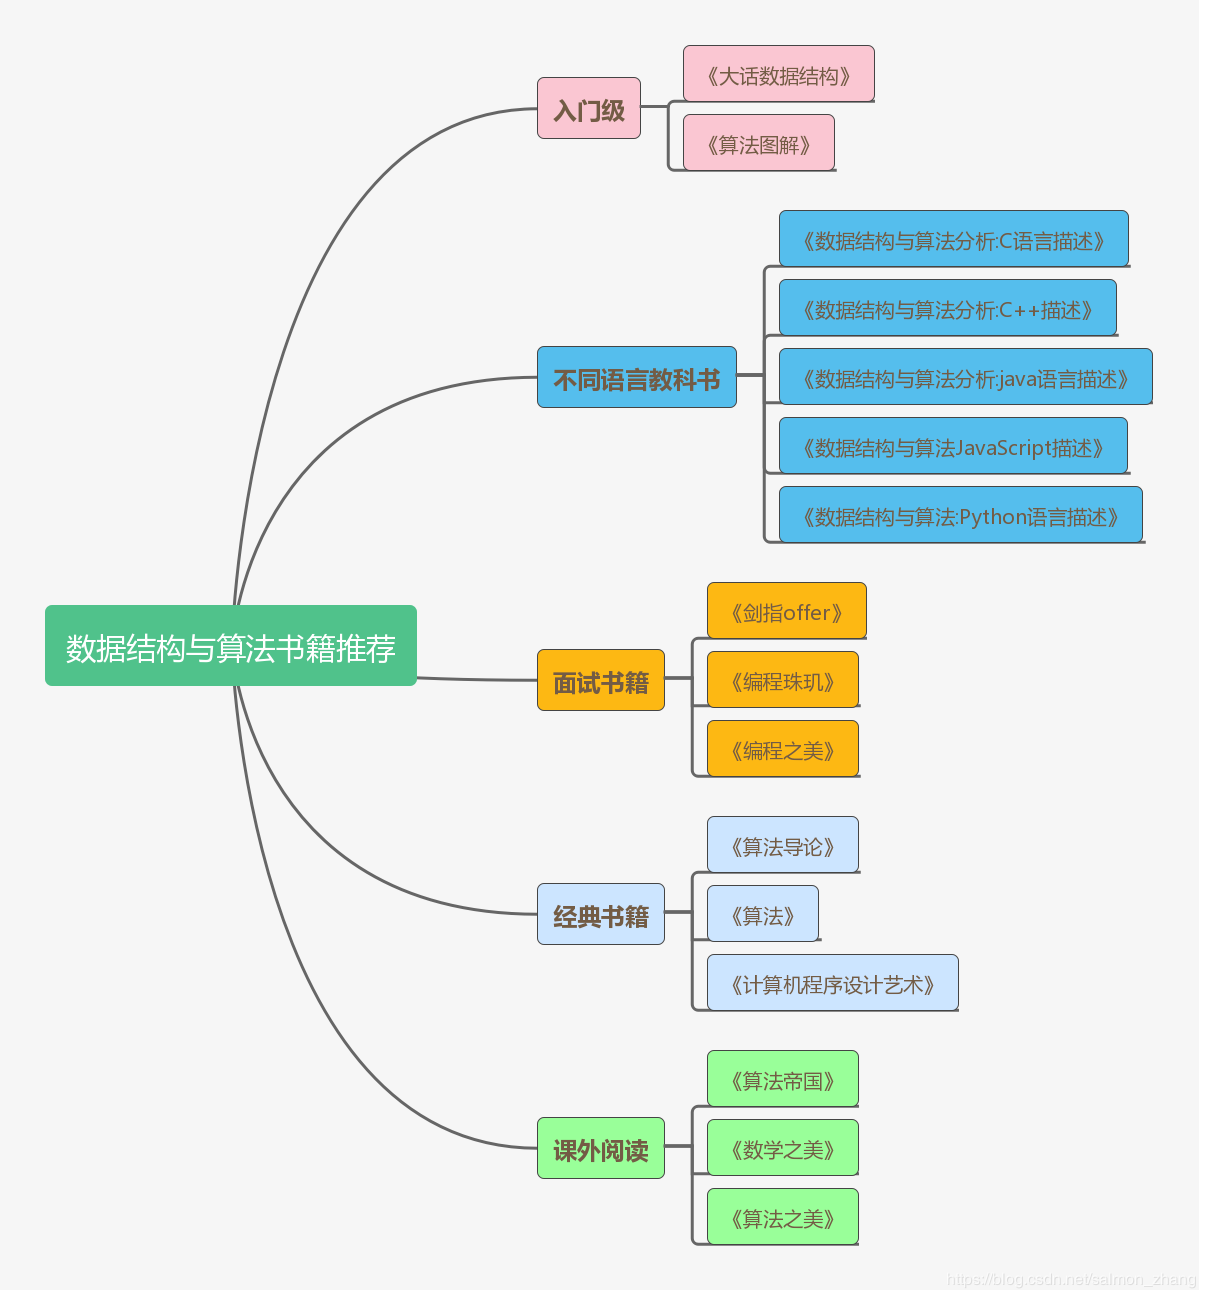 数据结构与算法书籍推荐
入门级
《大话数据结构》
《算法图解》
不同语言教科书
《数据结构与算法分析:C语言描述》
《数据结构与算法分析:C++描述》
《数据结构与算法分析:java语言描述》
《数据结构与算法JavaScript描述》
《数据结构与算法:Python语言描述》
面试书籍
《剑指offer》
《编程珠玑》
《编程之美》
经典书籍
《算法导论》
《算法》
《计算机程序设计艺术》
课外阅读
《算法帝国》
《数学之美》
《算法之美》
https://blog.csdn.net/salmon_zhang